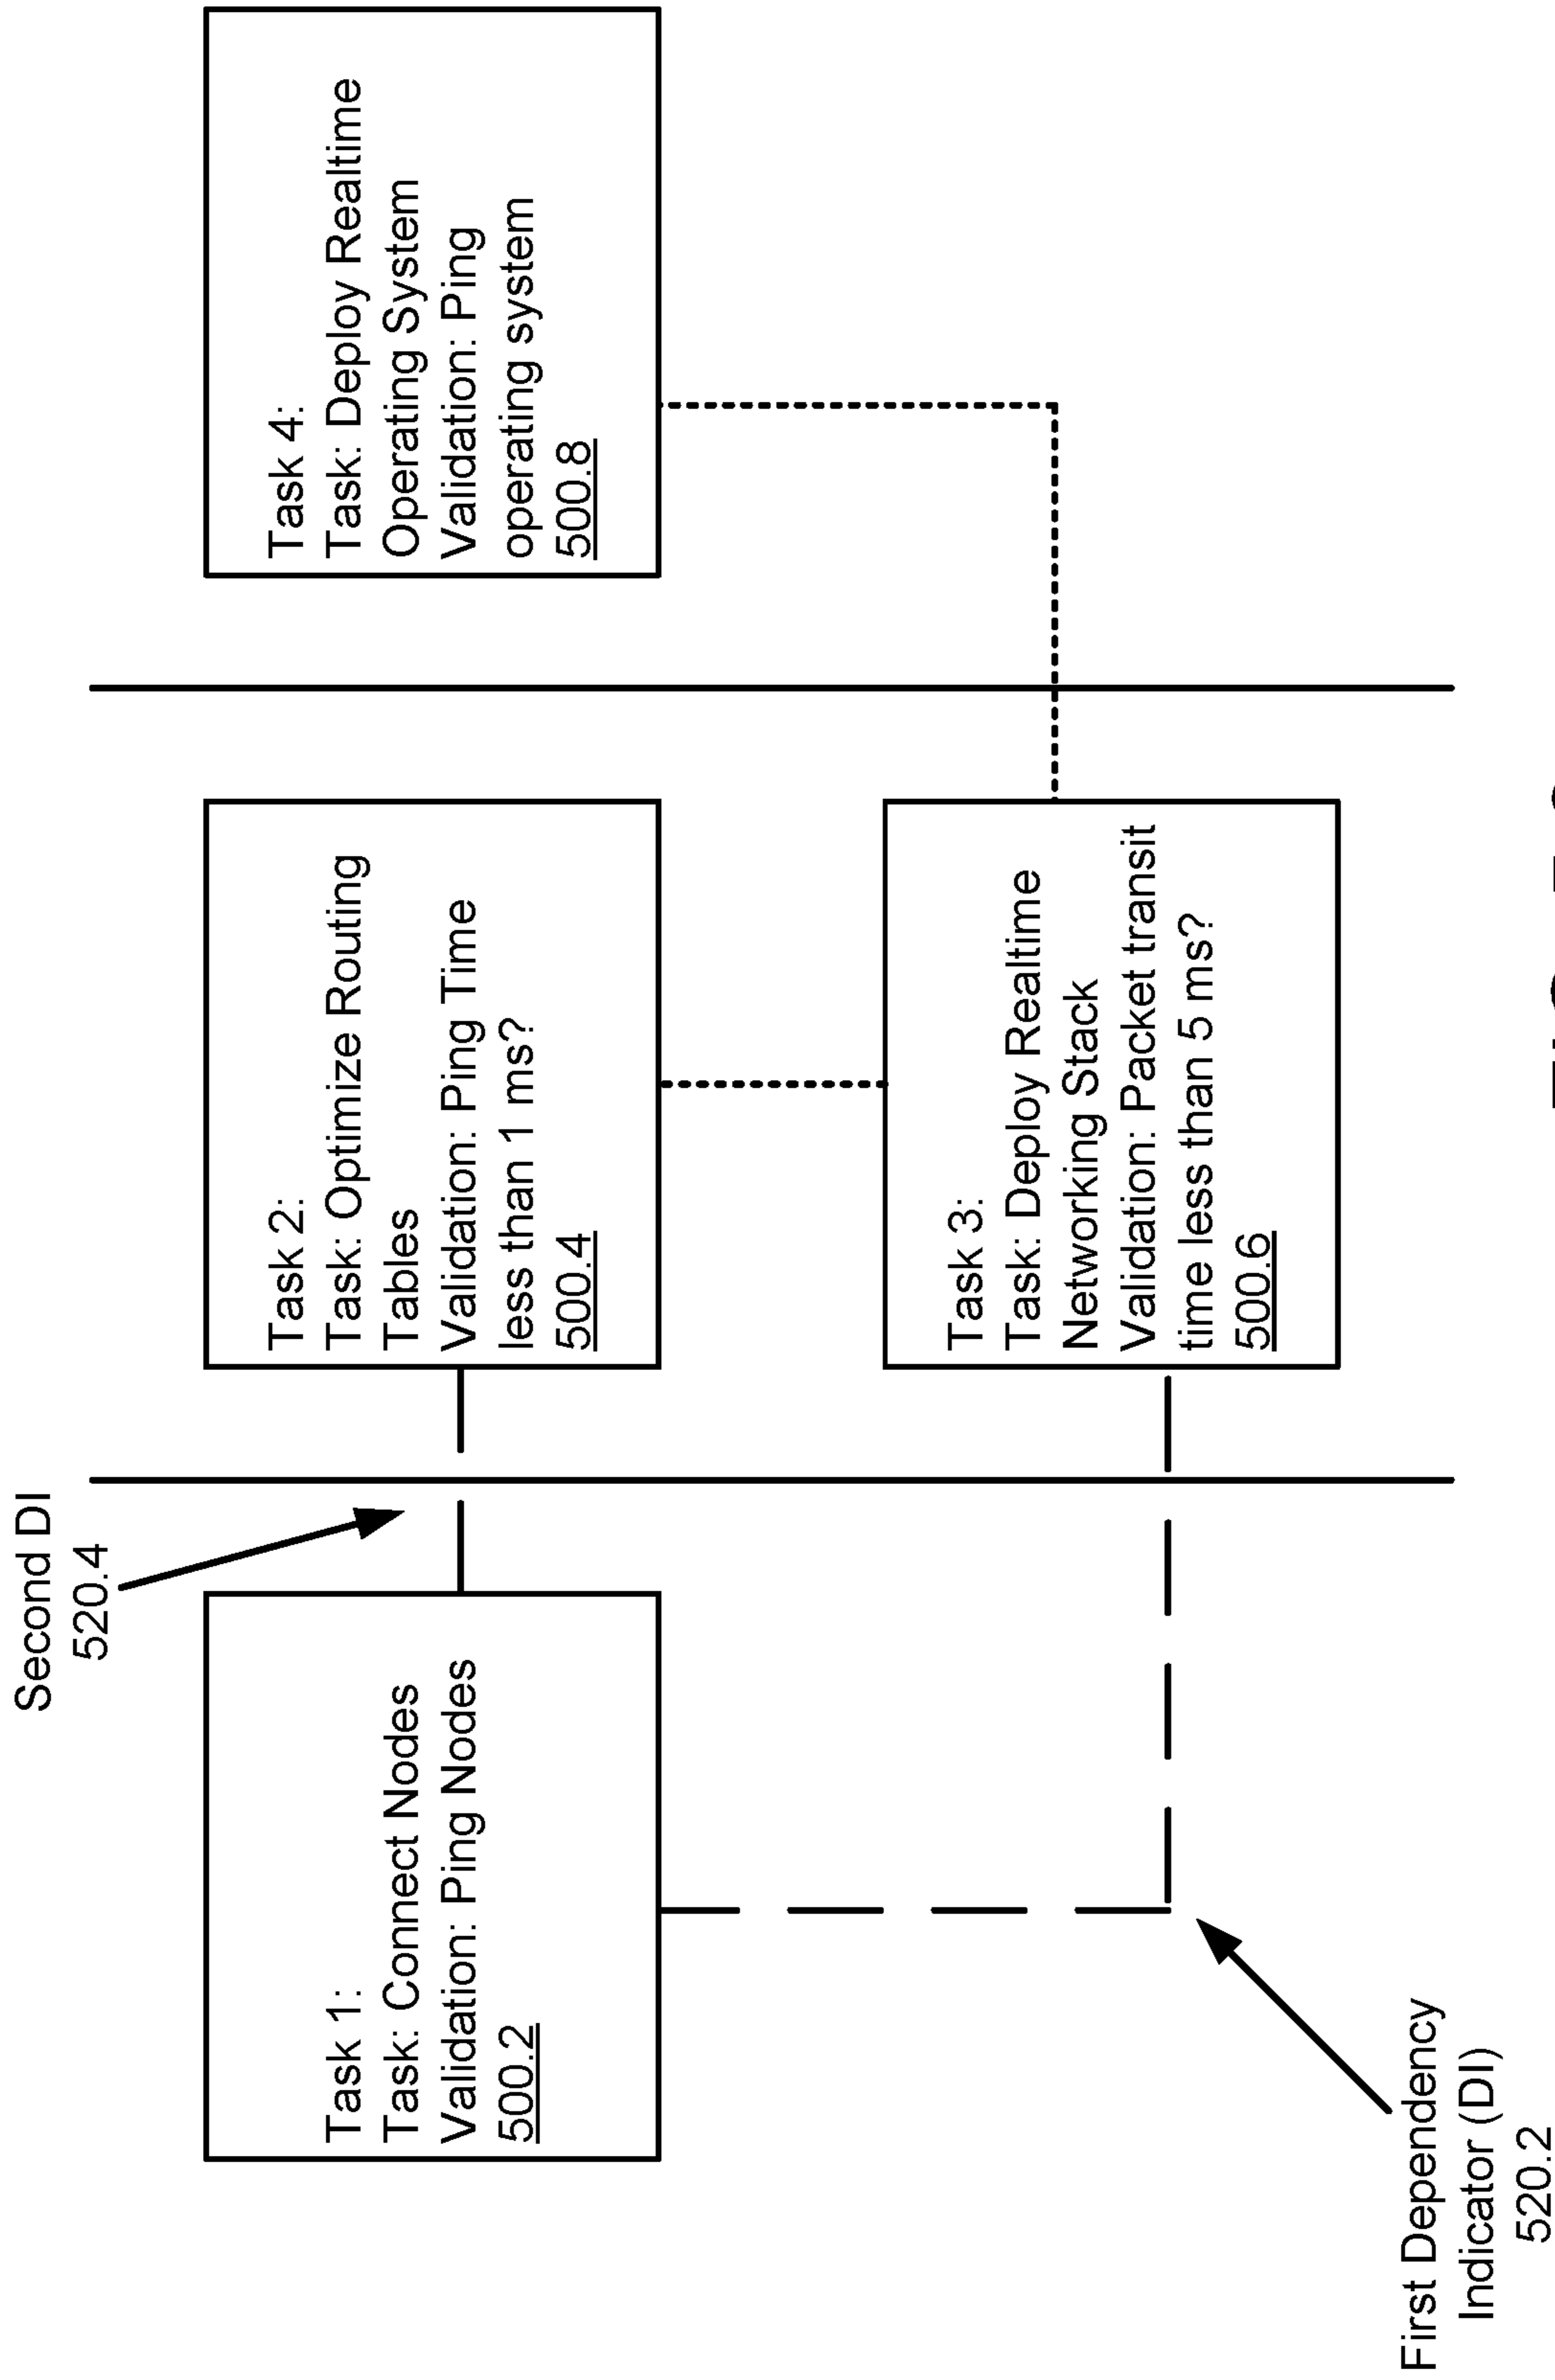 Second DI
520.4
Task 1:
Task: Connect Nodes
Validation: Ping Nodes
500.2
Task 2:
Task: Optimize Routing
Tables
Validation: Ping Time
less than 1 ms?
500.4
Task 4:
Task: Deploy Realtime
Operating System
Validation: Ping
operating system
500.8
Task 3:
Task: Deploy Realtime
Networking Stack
Validation: Packet transit
time less than 5 ms?
500.6
First Dependency
Indicator (DI)
520.2